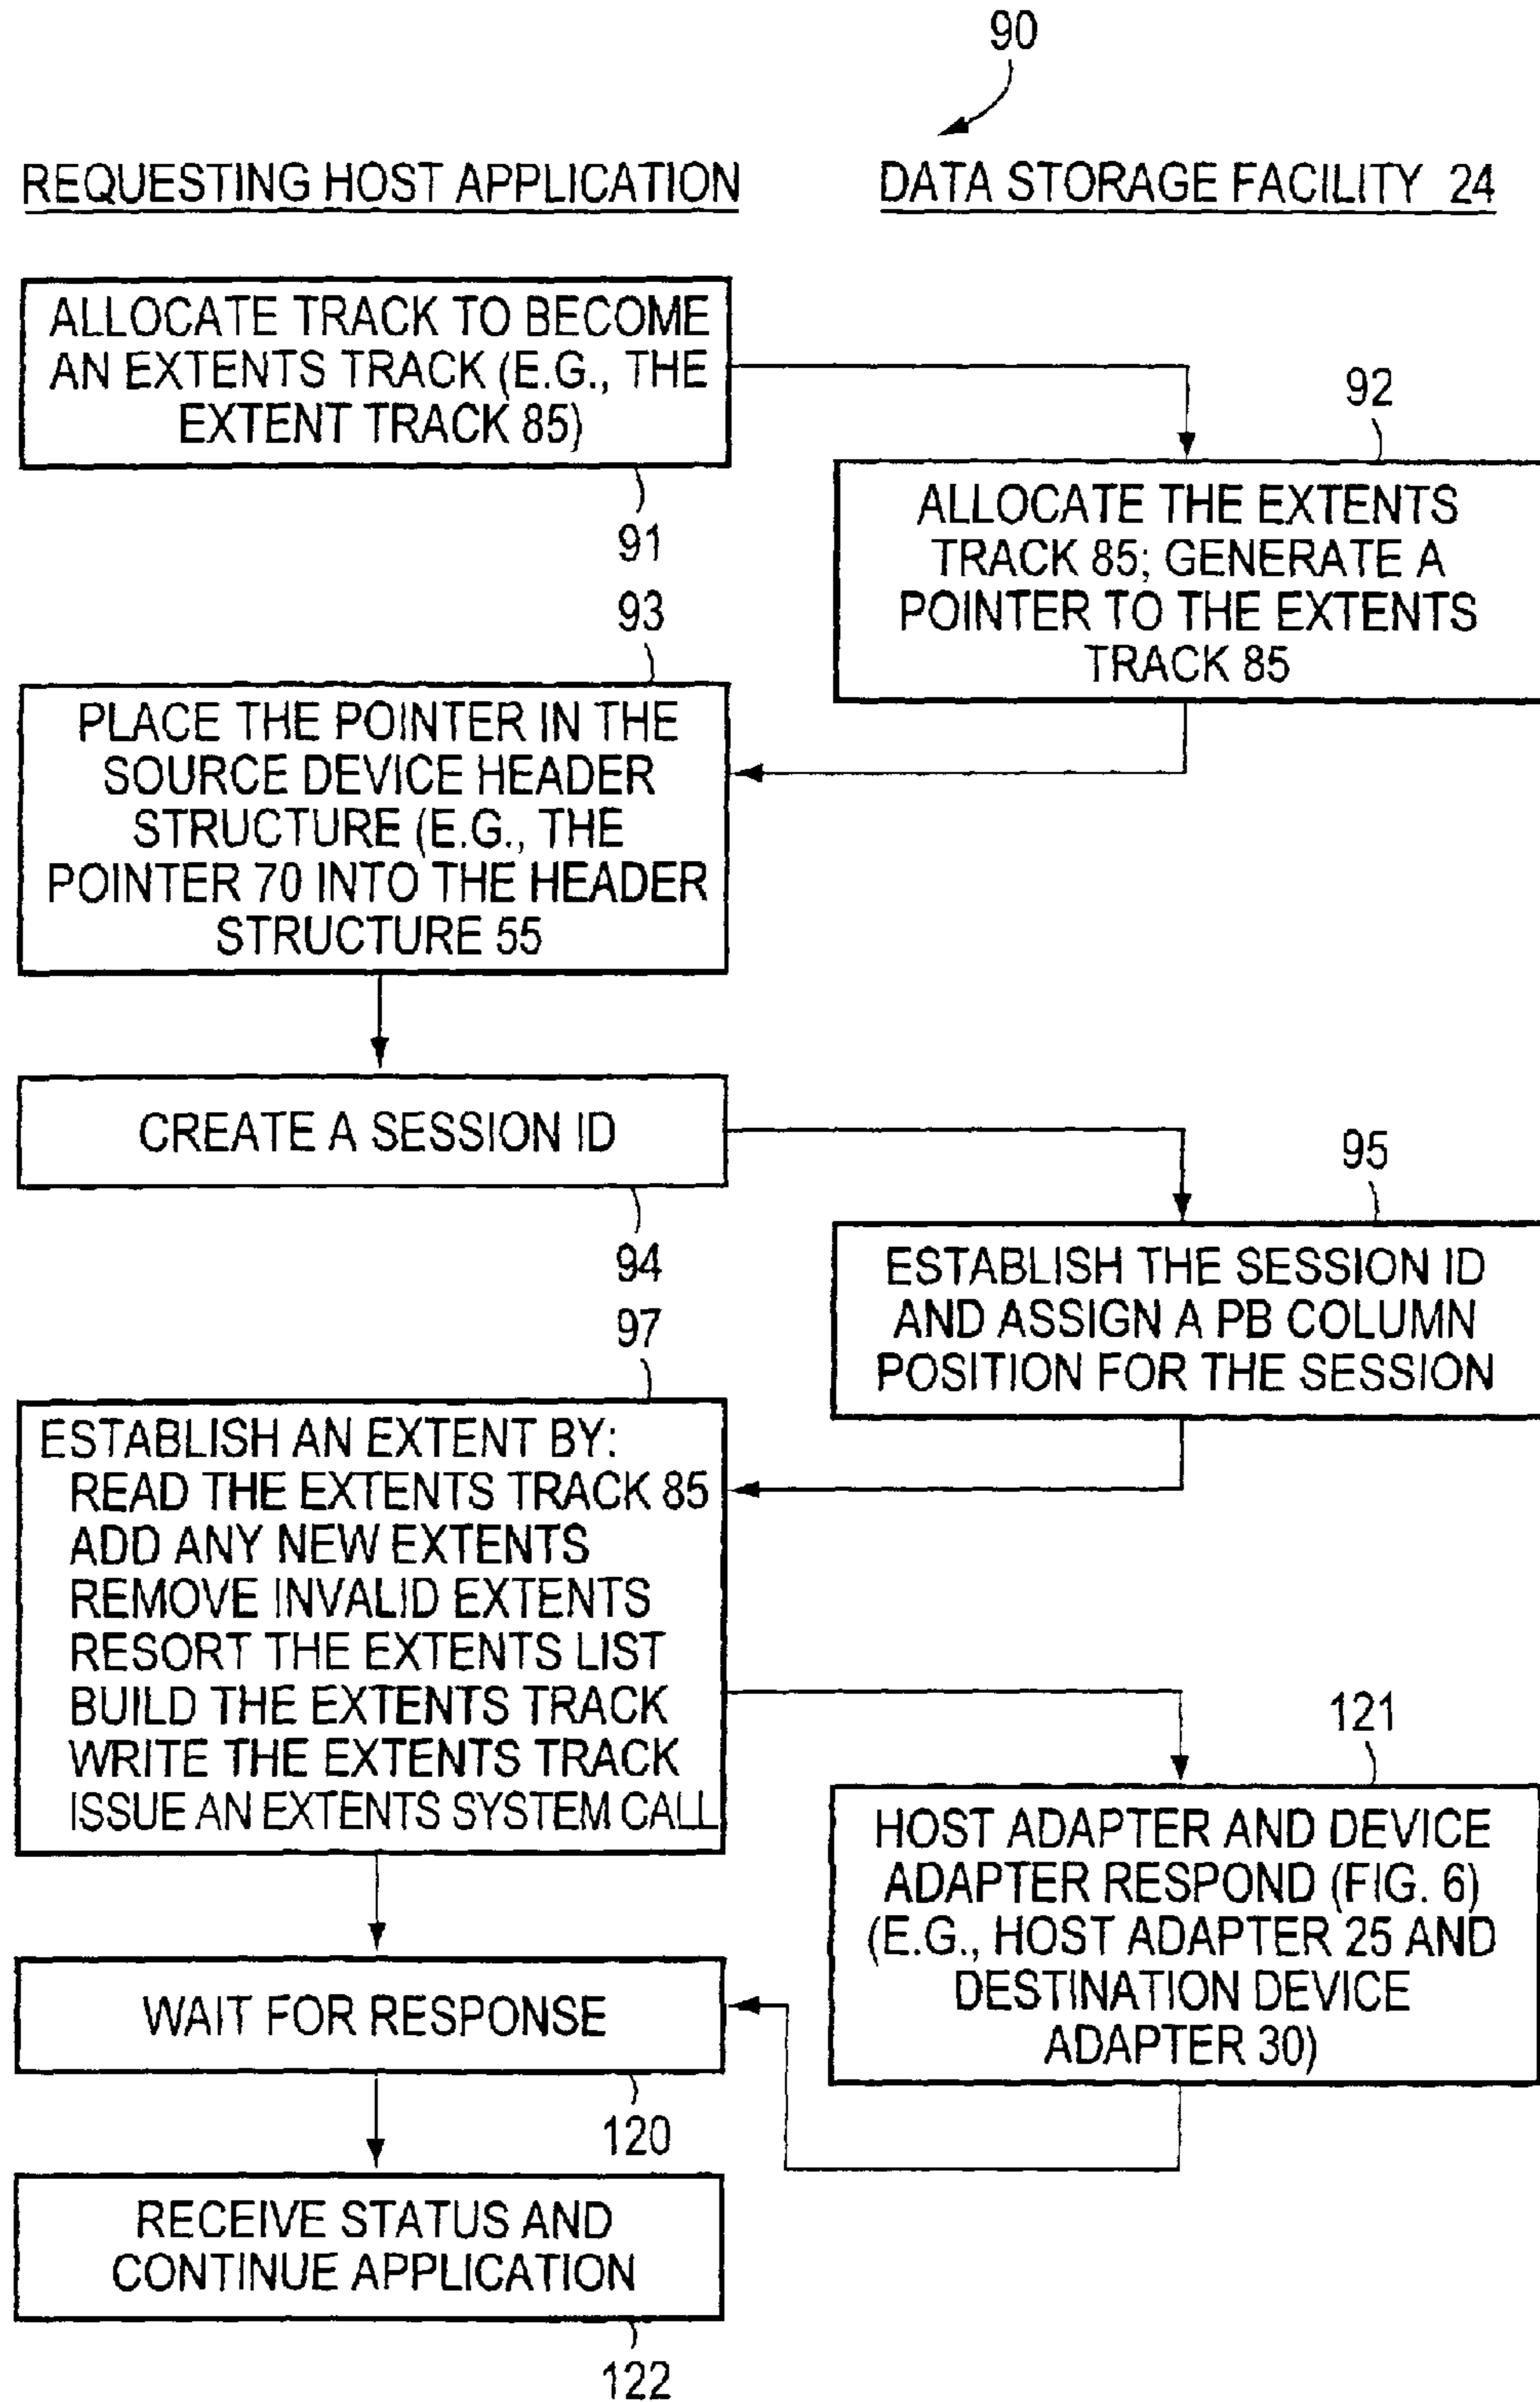 90
REQUESTING HOST APPLICATION
DATA STORAGE FACILITY 24
ALLOCATE TRACK TO BECOME
AN EXTENTS TRACK (E.G., THE
EXTENT TRACK 85)
91
92
ALLOCATE THE EXTENTS
TRACK 85; GENERATE A
POINTER TO THE EXTENTS
TRACK 85
93
PLACE THE POINTER IN THE
SOURCE DEVICE HEADER
STRUCTURE (E.G., THE
POINTER 70 INTO THE HEADER
STRUCTURE 55
CREATE A SESSION ID
94
95
ESTABLISH THE SESSION ID
AND ASSIGN A PB COLUMN
POSITION FOR THE SESSION
97
ESTABLISH AN EXTENT BY:
READ THE EXTENTS TRACK 85
ADD ANY NEW EXTENTS
REMOVE INVALID EXTENTS
RESORT THE EXTENTS LIST
BUILD THE EXTENTS TRACK
WRITE THE EXTENTS TRACK
ISSUE AN EXTENTS SYSTEM CALL
121
HOST ADAPTER AND DEVICE
ADAPTER RESPOND (FIG. 6)
(E.G., HOST ADAPTER 25 AND
DESTINATION DEVICE
ADAPTER 30)
WAIT FOR RESPONSE
120
RECEIVE STATUS AND
CONTINUE APPLICATION
122